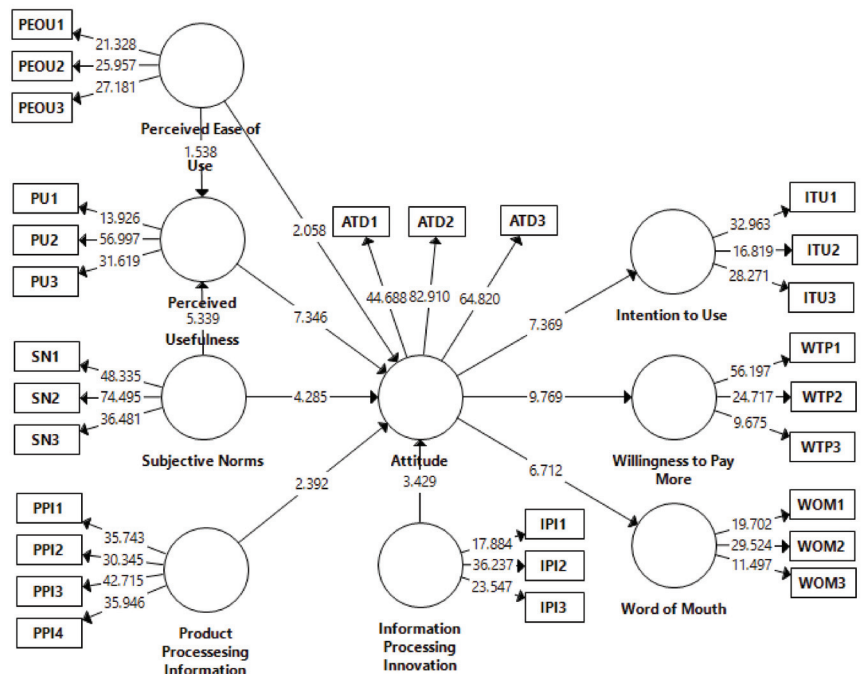 PEOU1
21.328
PEOU2
25.957
PEOU3
27.181
Perceived Ease of
Use
1.538
2.058
PU1
13.926
PU2
56.997
PU3
31.619
Perceived
Usefulness
5.339
7.346
SN1
48.335
SN2
74.495
SN3
36.481
Subjective Norms
4.285
PPI1
35.743
PPI2
30.345
PPI3
42.715
PPI4
35.946
Product
Processesing
Information
2.392
ATD1
ATD2
ATD3
44.688
82.910
64.820
Attitude
3.429
IPI1
17.884
IPI2
36.237
IPI3
23.547
Information
Processing
Innovation
7.369
9.769
6.712
ITU1
32.963
ITU2
16.819
ITU3
28.271
Intention to Use
WTP1
56.197
WTP2
24.717
WTP3
9.675
Willingness to Pay
More
WOM1
19.702
WOM2
29.524
WOM3
11.497
Word of Mouth